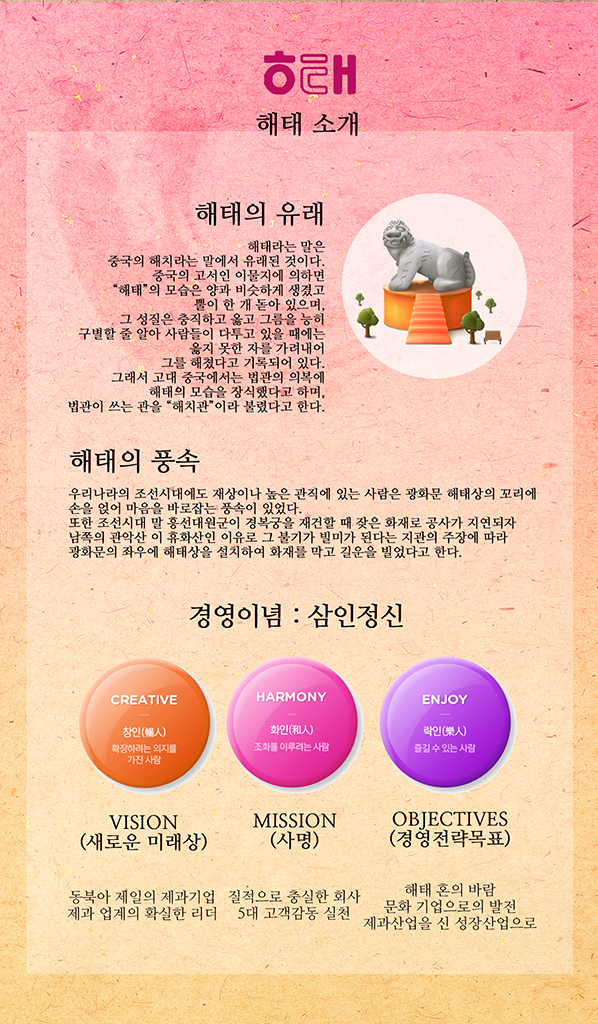 해태
해태 소개
해태의 유래
해태라는 말은
중국의 해치라는 말에서 유래된 것이다.
중국의 고서인 이물지에 의하면
“해태”의 모습은 양과 비슷하게 생겼고
뿔이 한 개 돋아 있으며,
그 성질은 충직하고 옳고 그름을 능히
구별할 줄 알아 사람들이 다투고 있을 때에는
옳지 못한 자를 가려내어
그를 해쳤다고 기록되어 있다.
그래서 고대 중국에서는 법관의 의복에
해태의 모습을 장식했다고 하며,
법관이 쓰는 관을 “해치관”이라 불렀다고 한다.
해태의 풍속
우리나라의 조선시대에도 재상이나 높은 관직에 있는 사람은 광화문 해태상의 꼬리에
손을 얹어 마음을 바로잡는 풍속이 있었다.
또한 조선시대 말 흥선대원군이 경복궁을 재건할 때 잦은 화재로 공사가 지연되자
남쪽의 관악산 이 휴화산인 이유로 그 불기가 빌미가 된다는 지관의 주장에 따라
광화문의 좌우에 해태상을 설치하여 화재를 막고 길운을 빌었다고 한다.
경영이념 : 삼인정신
CREATIVE
창인(暢人)
확장하려는 의지를
가진 사람
HARMONY
화인(和人)
조화를 이루려는 사람
ENJOY
락인(樂人)
즐길 수 있는 사람
VISION
(새로운 미래상)
MISSION
(사명)
OBJECTIVES
(경영전략목표)
동북아 제일의 제과기업
제과 업계의 확실한 리더
질적으로 충실한 회사
5대 고객감동 실천
해태 혼의 바람
문화 기업으로의 발전
제과산업을 신 성장산업으로